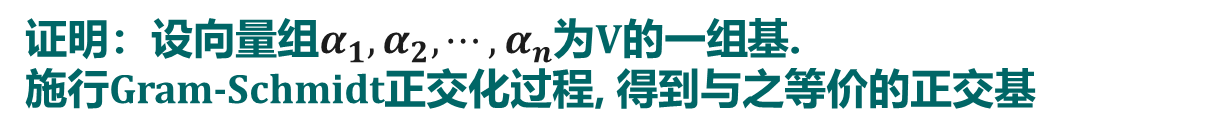 证明：设向量组α₁, α₂, ⋯, αₙ为V的一组基.
施行Gram-Schmidt正交化过程, 得到与之等价的正交基